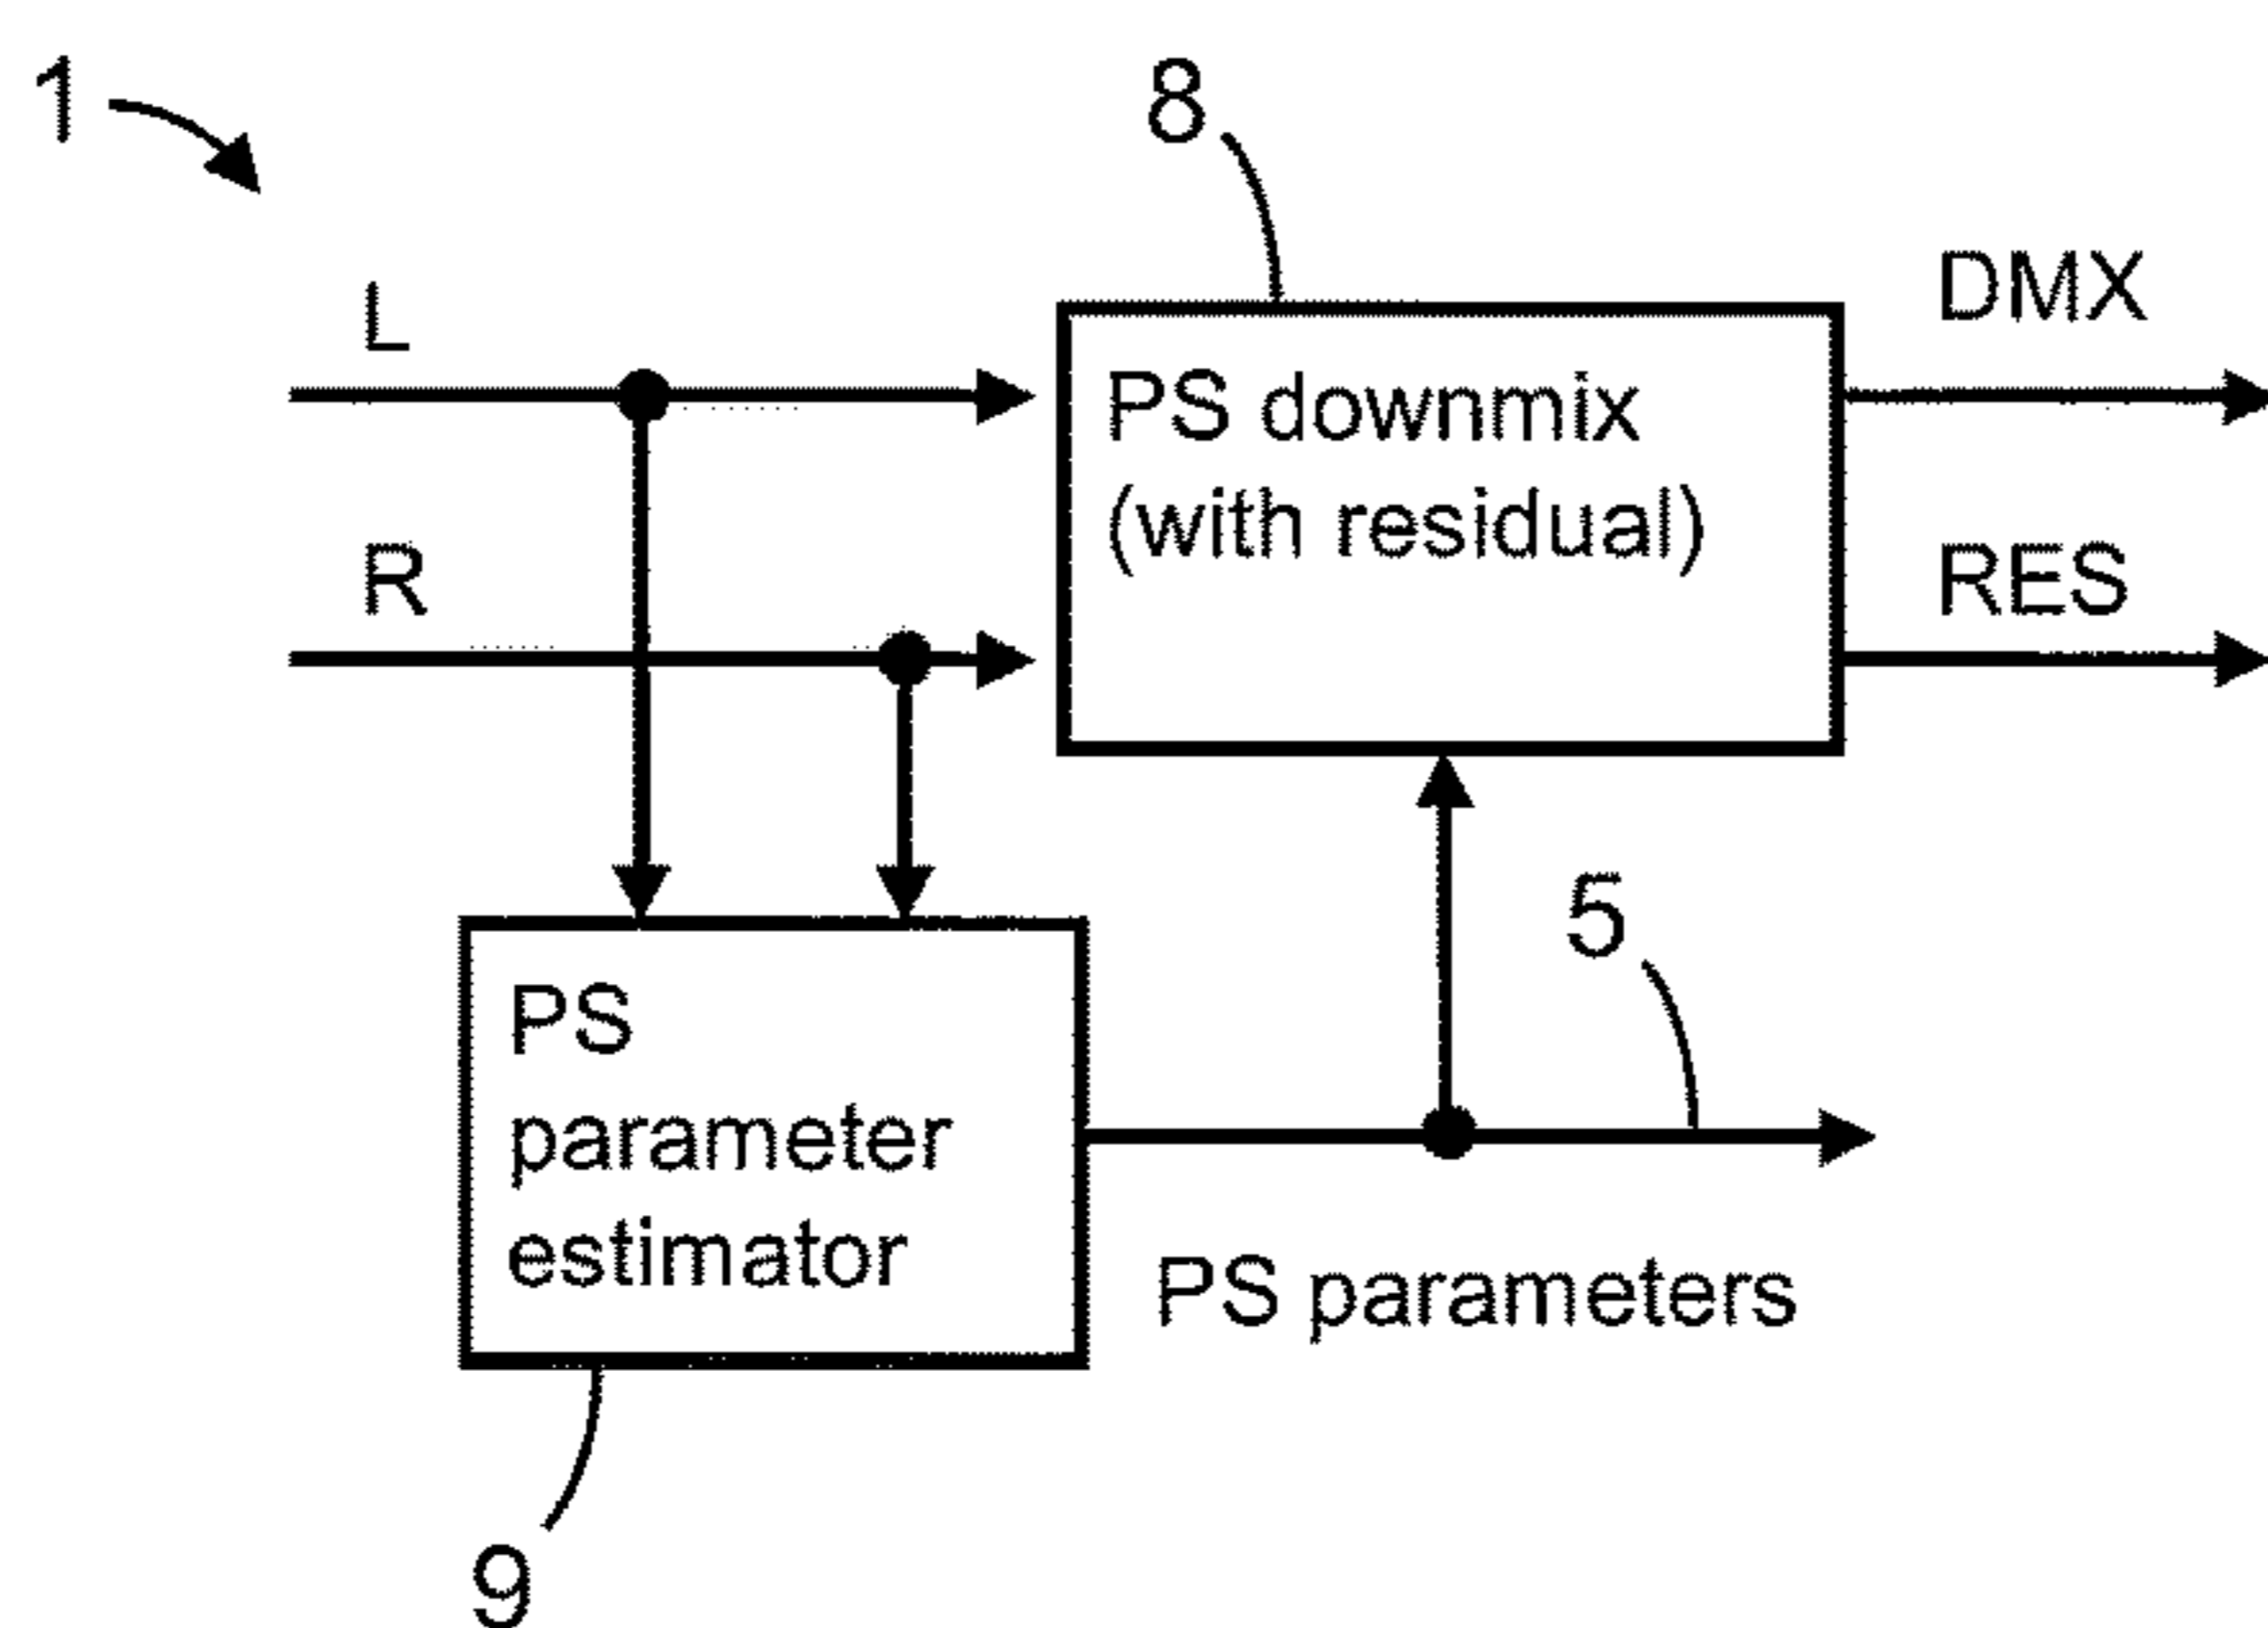 1
8
L
DMX
PS downmix
(with residual)
R
RES
5
PS
parameter
estimator
PS parameters
9